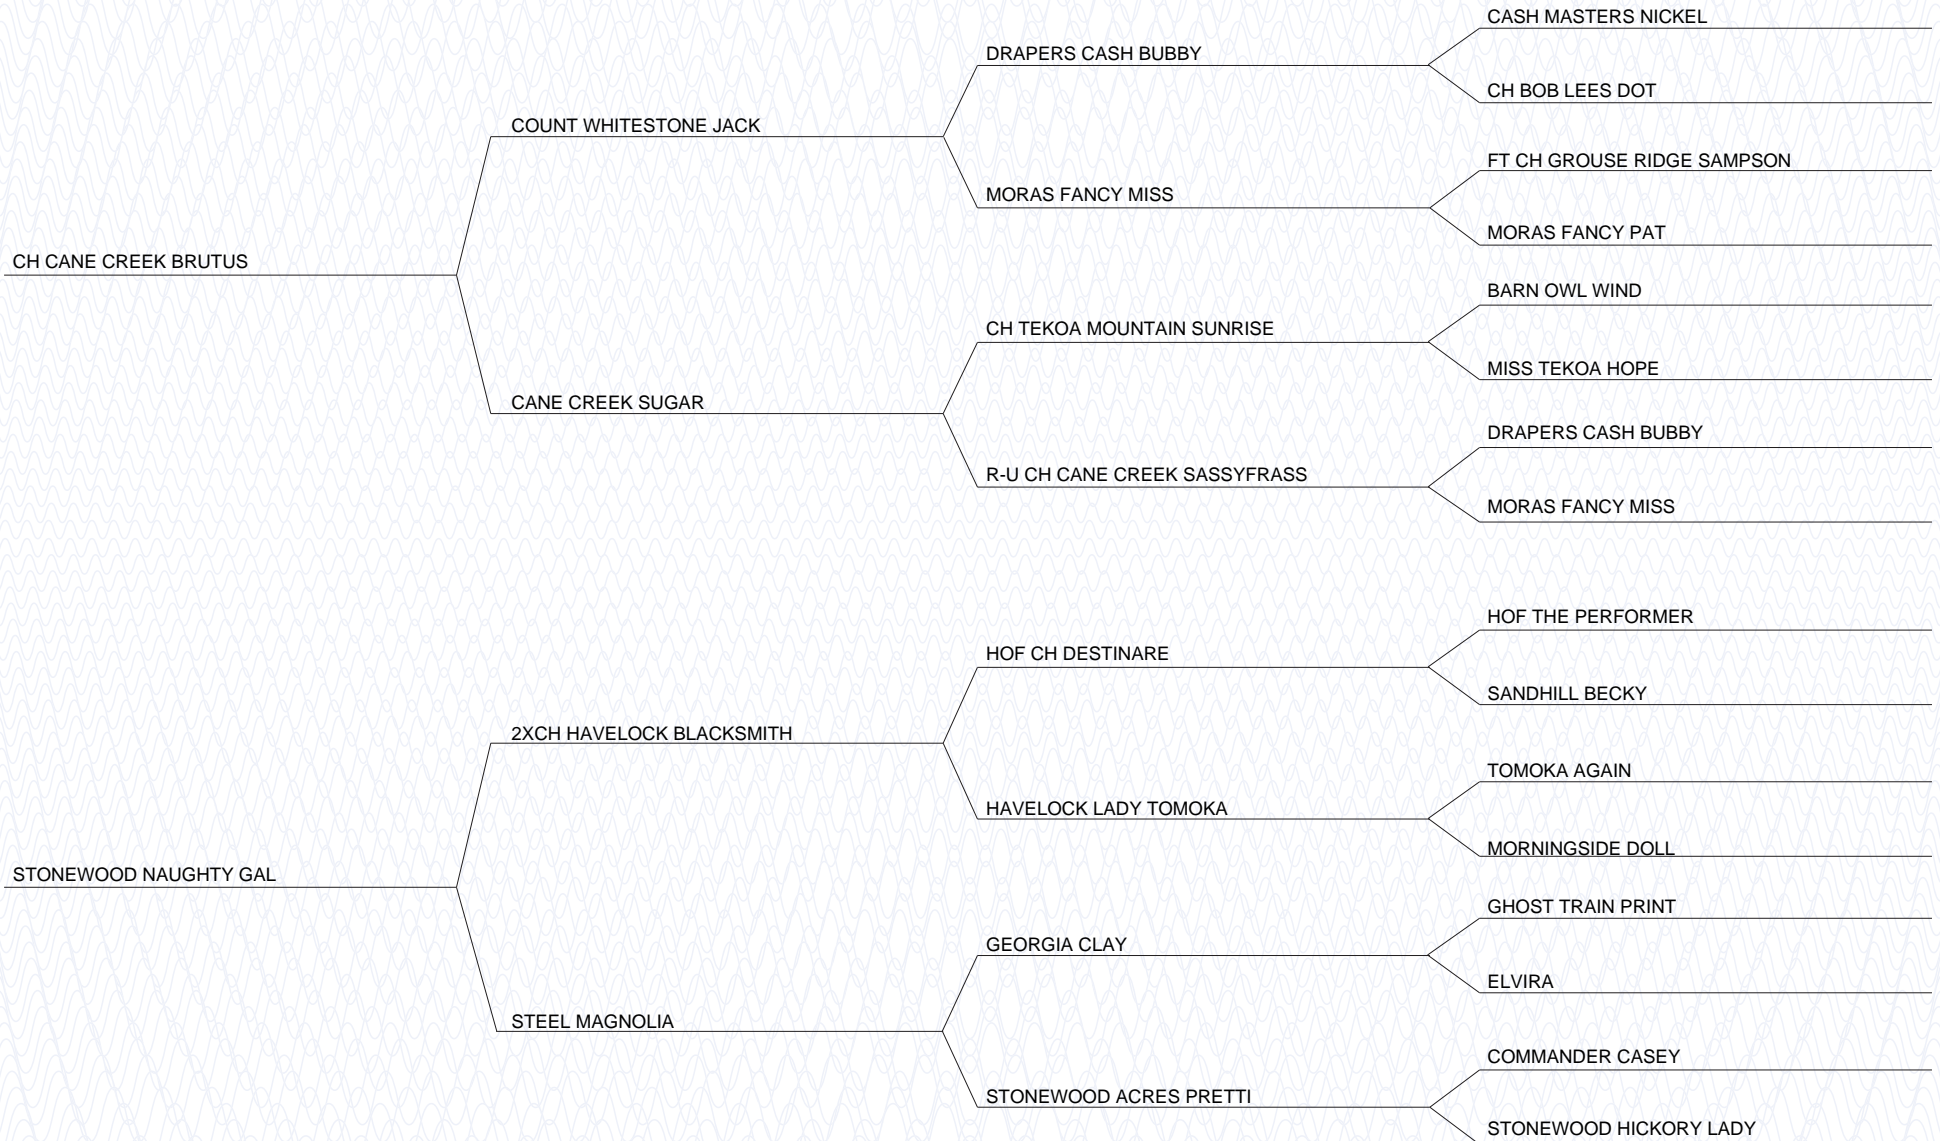 CASH MASTERS NICKEL
DRAPERS CASH BUBBY
CH BOB LEES DOT
COUNT WHITESTONE JACK
FT CH GROUSE RIDGE SAMPSON
MORAS FANCY MISS
MORAS FANCY PAT
CH CANE CREEK BRUTUS
BARN OWL WIND
CH TEKOA MOUNTAIN SUNRISE
MISS TEKOA HOPE
CANE CREEK SUGAR
DRAPERS CASH BUBBY
R-U CH CANE CREEK SASSYFRASS
MORAS FANCY MISS
HOF THE PERFORMER
HOF CH DESTINARE
SANDHILL BECKY
2XCH HAVELOCK BLACKSMITH
TOMOKA AGAIN
HAVELOCK LADY TOMOKA
MORNINGSIDE DOLL
STONEWOOD NAUGHTY GAL
GHOST TRAIN PRINT
GEORGIA CLAY
ELVIRA
STEEL MAGNOLIA
COMMANDER CASEY
STONEWOOD ACRES PRETTI
STONEWOOD HICKORY LADY